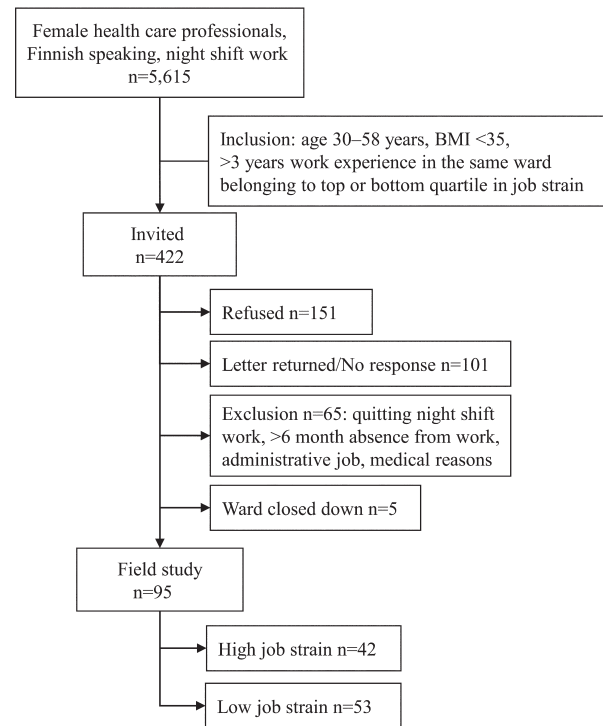 Female health care professionals,
Finnish speaking, night shift work
n=5,615
Inclusion: age 30–58 years, BMI <35,
>3 years work experience in the same ward
belonging to top or bottom quartile in job strain
Invited
n=422
Refused n=151
Letter returned/No response n=101
Exclusion n=65: quitting night shift
work, >6 month absence from work,
administrative job, medical reasons
Ward closed down n=5
Field study
n=95
High job strain n=42
Low job strain n=53